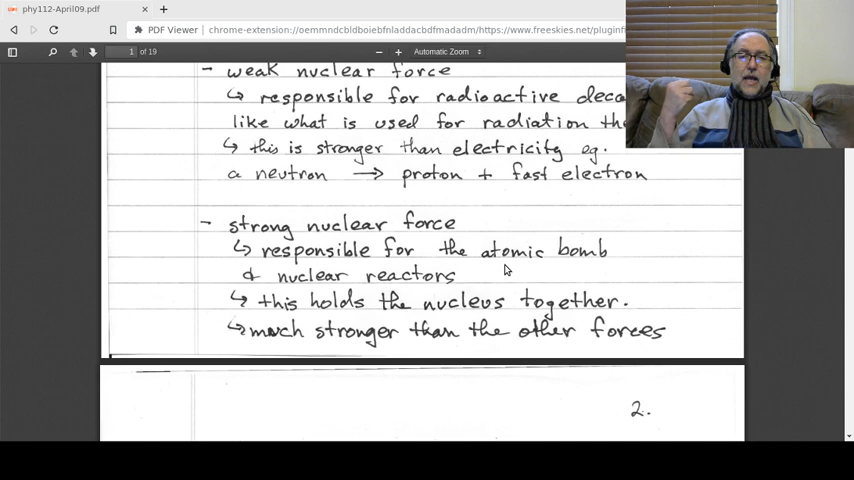 phy112-April09.pdf
PDF Viewer chrome-extension://oemmndcbldboiebfnladdacbdfmadadm/https://www.freeskies.net/pluginfi
1 of 19 Automatic Zoom
- weak nuclear force
↳ responsible for radioactive deca
like what is used for radiation the
↳ this is stronger than electricity eg.
a neutron → proton + fast electron
- strong nuclear force
↳ responsible for the atomic bomb
& nuclear reactors
↳ this holds the nucleus together.
↳ much stronger than the other forces
2.